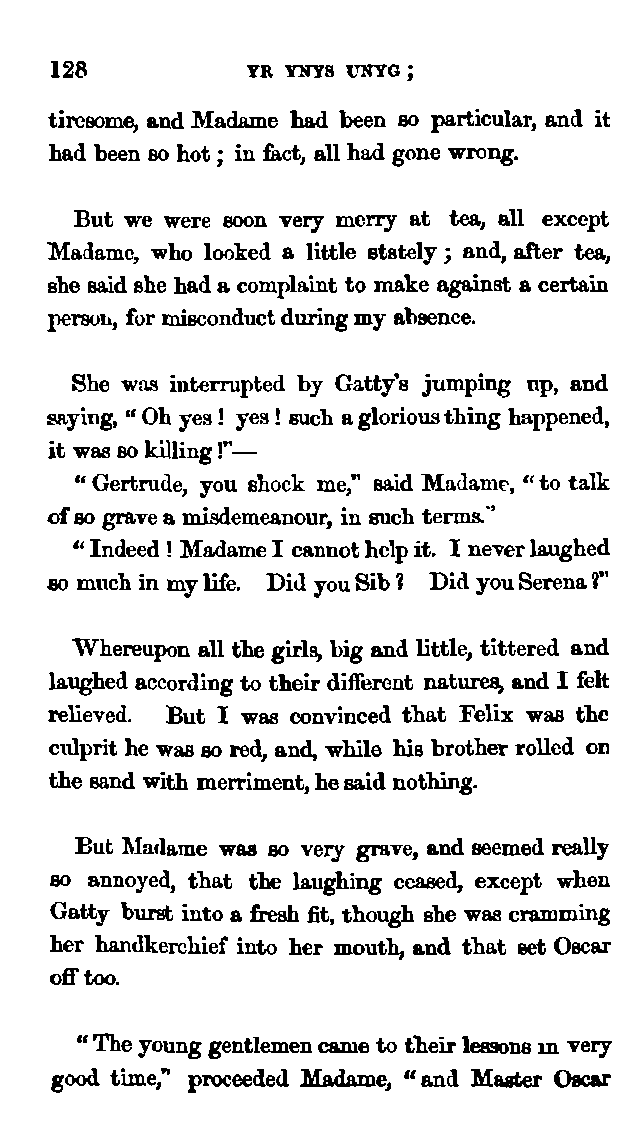 128 YR YNYS UNYG;
tiresome, and Madame had been so particular, and it
had been so hot; in fact, all had gone wrong.
But we were soon very merry at tea, all except
Madame, who looked a little stately; and, after tea,
she said she had a complaint to make against a certain
person, for misconduct during my absence.
She was interrupted by Gatty's jumping up, and
saying, "Oh yes! yes! such a glorious thing happened,
it was so killing!"—
"Gertrude, you shock me," said Madame, "to talk
of so grave a misdemeanour, in such terms."
"Indeed! Madame I cannot help it. I never laughed
so much in my life. Did you Sib? Did you Serena?"
Whereupon all the girls, big and little, tittered and
laughed according to their different natures, and I felt
relieved. But I was convinced that Felix was the
culprit he was so red, and, while his brother rolled on
the sand with merriment, he said nothing.
But Madame was so very grave, and seemed really
so annoyed, that the laughing ceased, except when
Gatty burst into a fresh fit, though she was cramming
her handkerchief into her mouth, and that set Oscar
off too.
"The young gentlemen came to their lessons in very
good time," proceeded Madame, "and Master Oscar